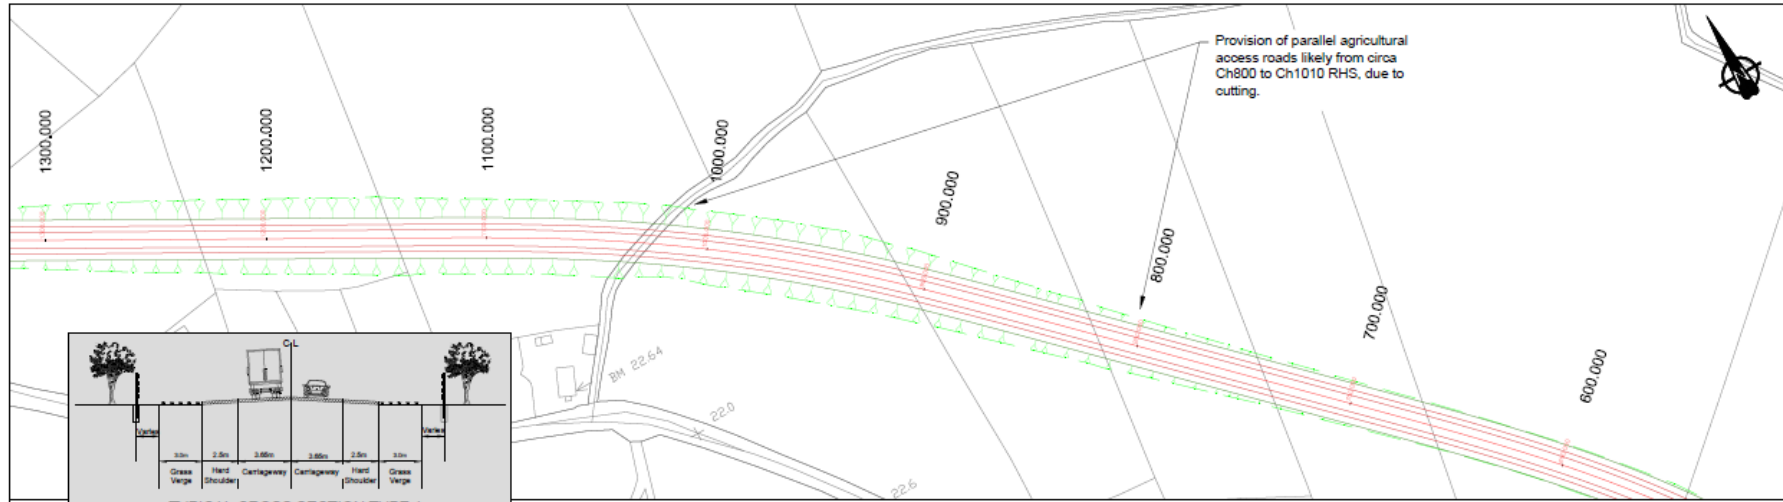 Provision of parallel agricultural
access roads likely from circa
Ch800 to Ch1010 RHS, due to
cutting.
1300.000
1200.000
1100.000
1000.000
900.000
800.000
700.000
600.000
BM 22.64
22.0
22.6
C L
Varies
Varies
3.0m
2.5m
3.65m
3.65m
2.5m
3.0m
Grass
Verge
Hard
Shoulder
Carriageway
Carriageway
Hard
Shoulder
Grass
Verge